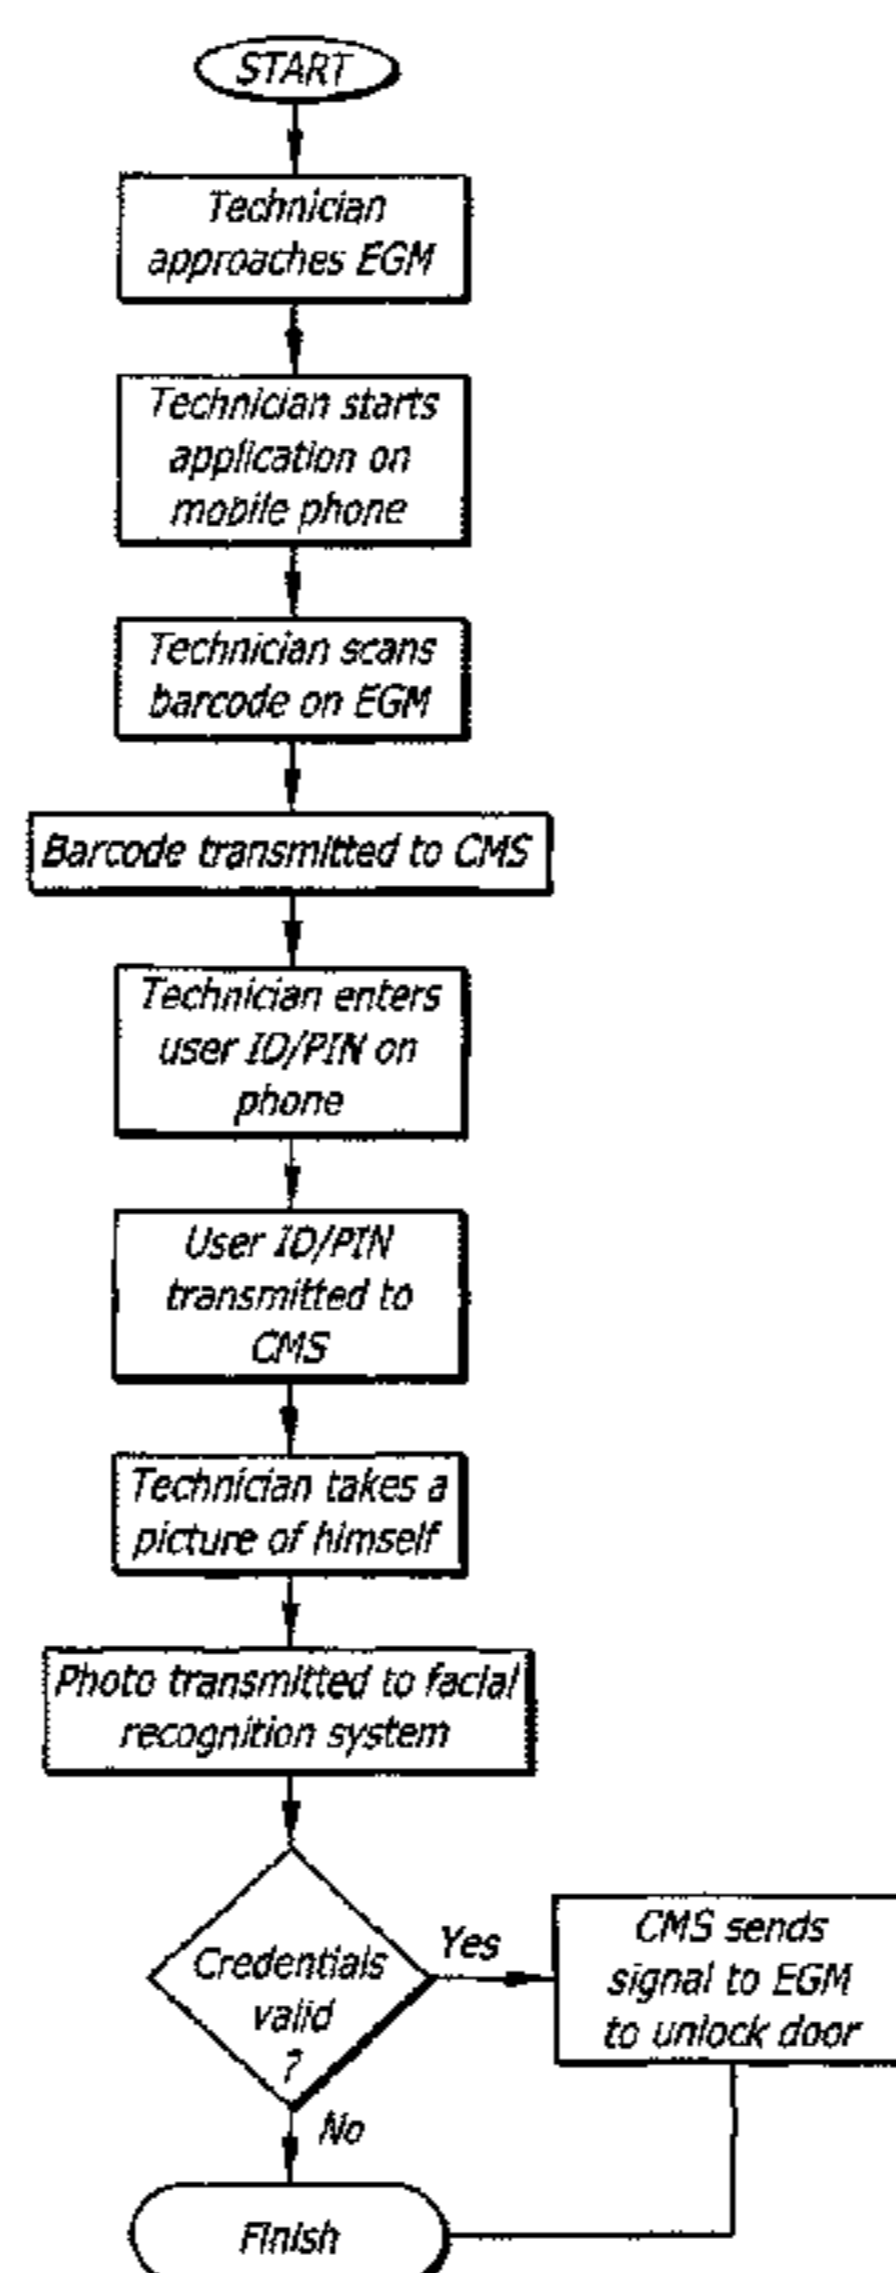 START
Technician
approaches EGM
Technician starts
application on
mobile phone
Technician scans
barcode on EGM
Barcode transmitted to CMS
Technician enters
user ID/PIN on
phone
User ID/PIN
transmitted to
CMS
Technician takes a
picture of himself
Photo transmitted to facial
recognition system
Credentials
valid
?
Yes
CMS sends
signal to EGM
to unlock door
No
Finish